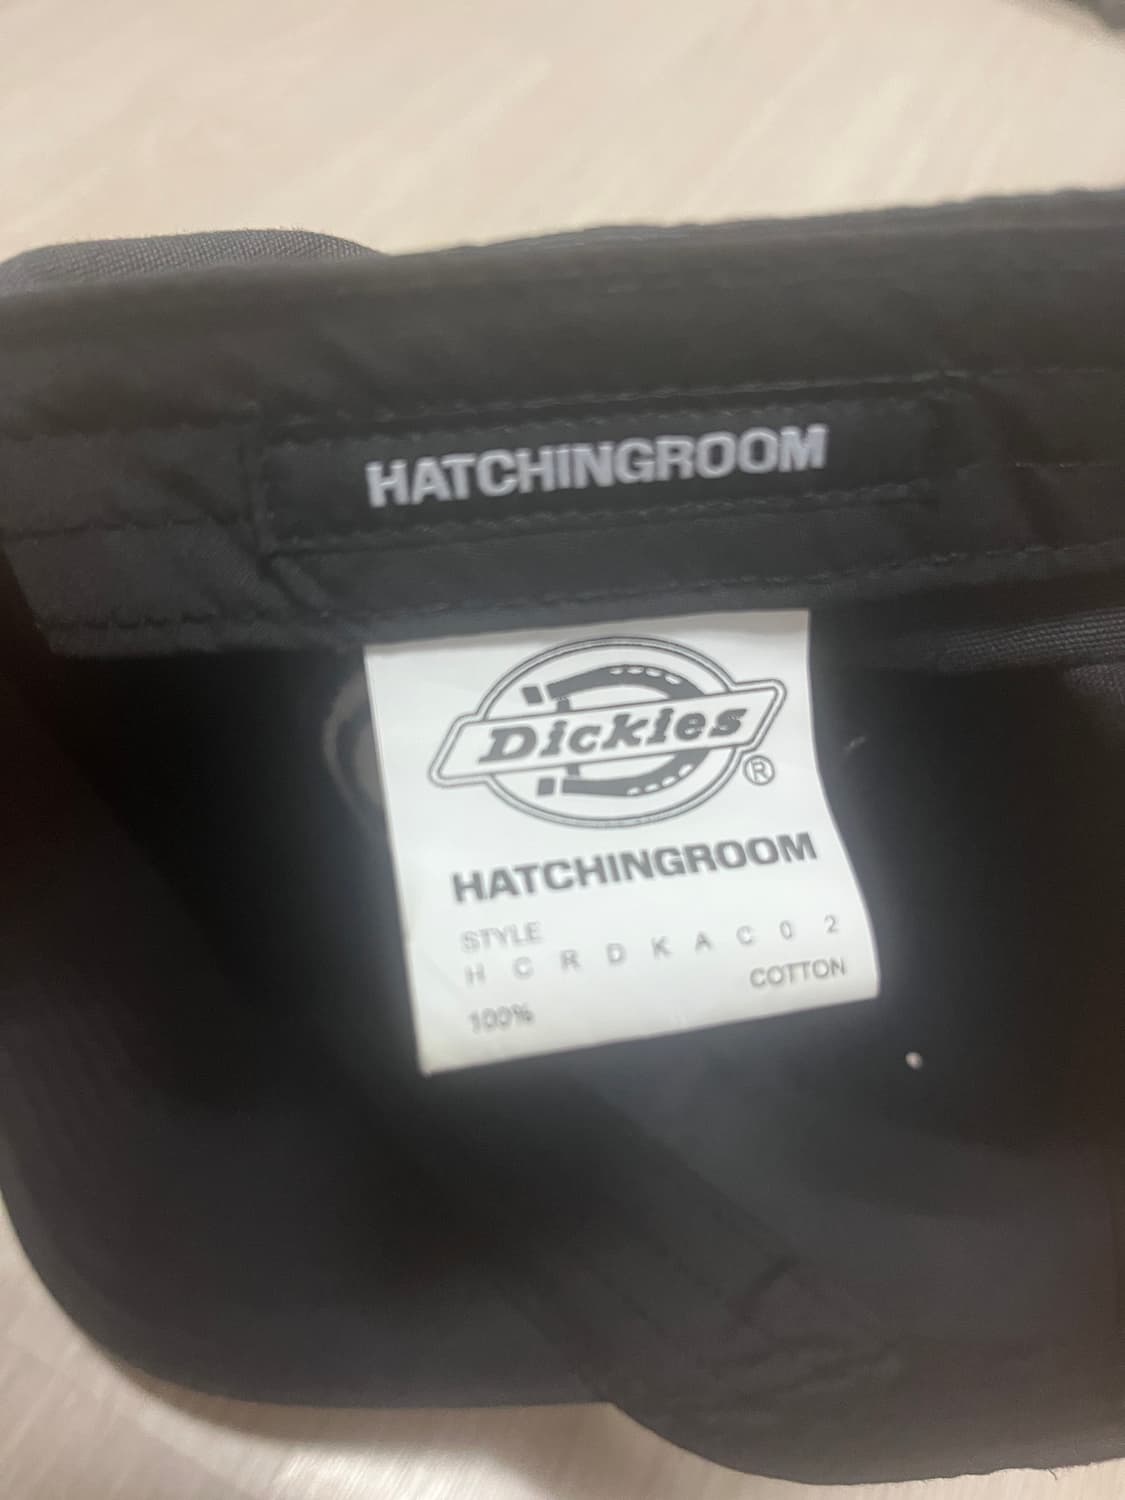 HATCHINGROOM
Dickies
®
HATCHINGROOM
STYLE
H C R D K A C 0 2
100% COTTON